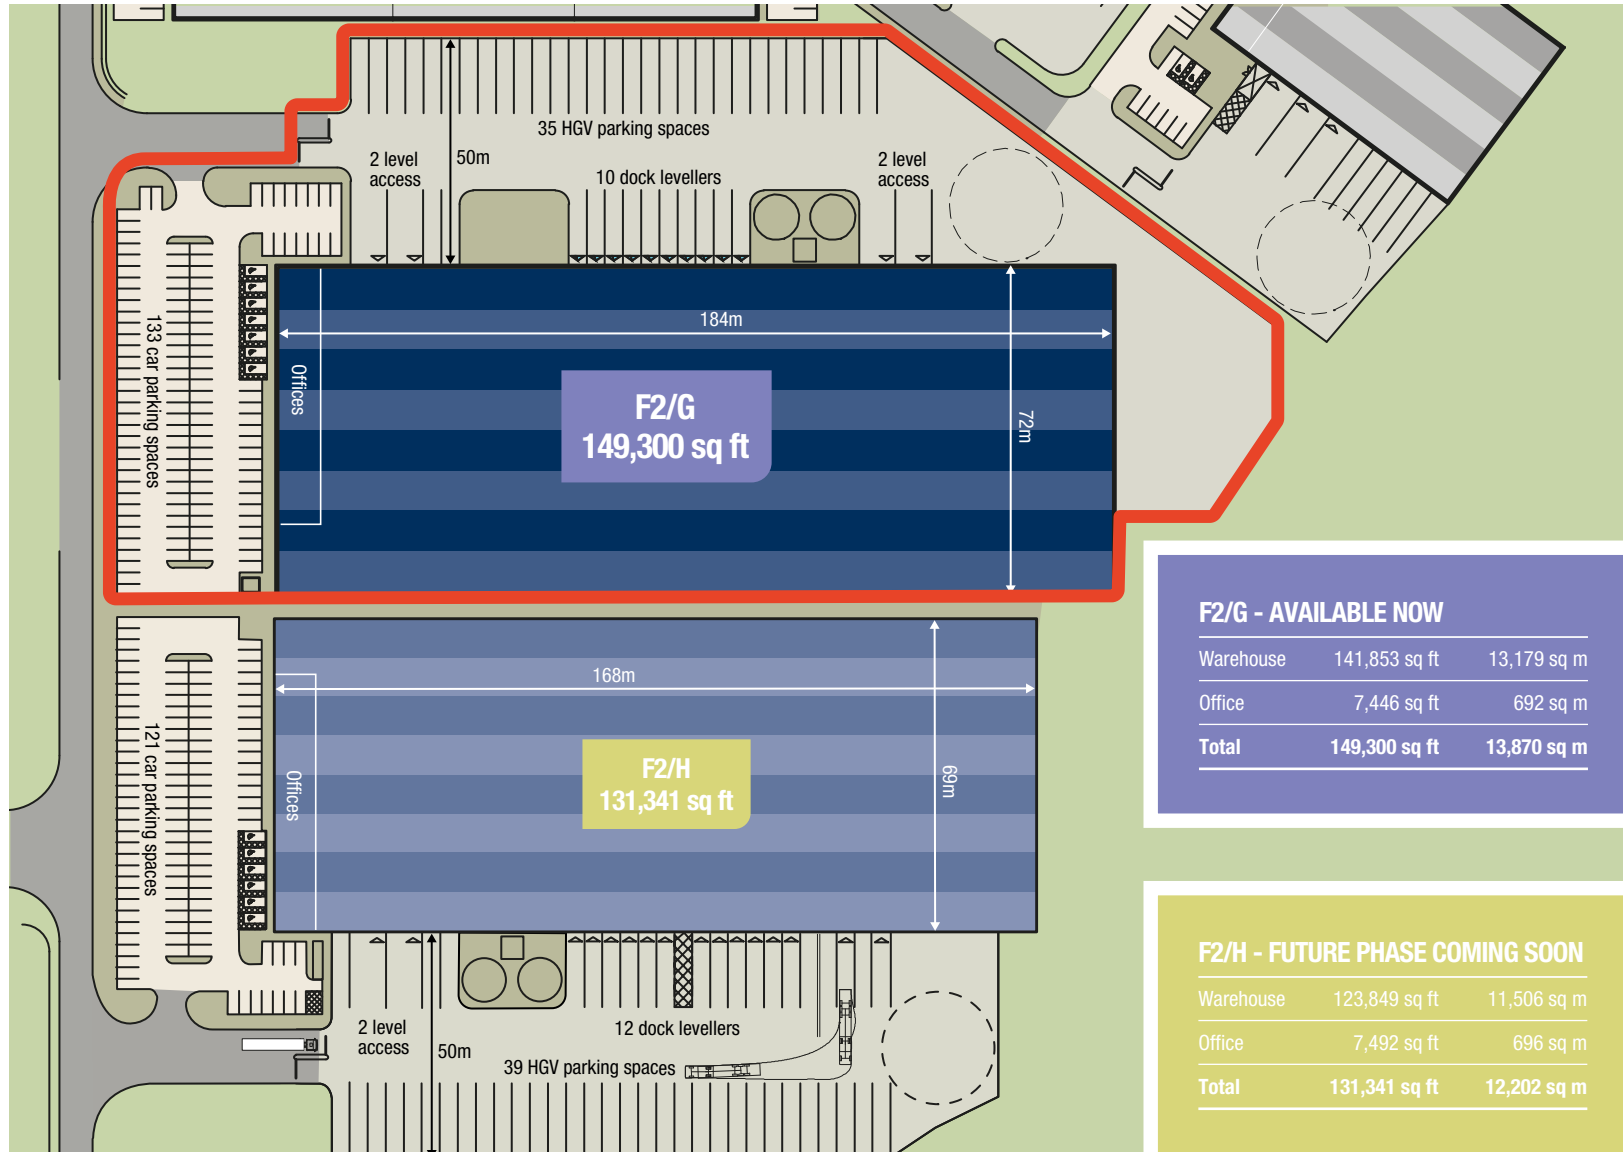 35 HGV parking spaces
2 level
access
50m
10 dock levellers
2 level
access
184m
133 car parking spaces
Offices
F2/G
149,300 sq ft
72m
168m
121 car parking spaces
Offices
F2/H
131,341 sq ft
69m
2 level
access
50m
12 dock levellers
39 HGV parking spaces
F2/G - AVAILABLE NOW
Warehouse 141,853 sq ft 13,179 sq m
Office 7,446 sq ft 692 sq m
Total 149,300 sq ft 13,870 sq m
F2/H - FUTURE PHASE COMING SOON
Warehouse 123,849 sq ft 11,506 sq m
Office 7,492 sq ft 696 sq m
Total 131,341 sq ft 12,202 sq m